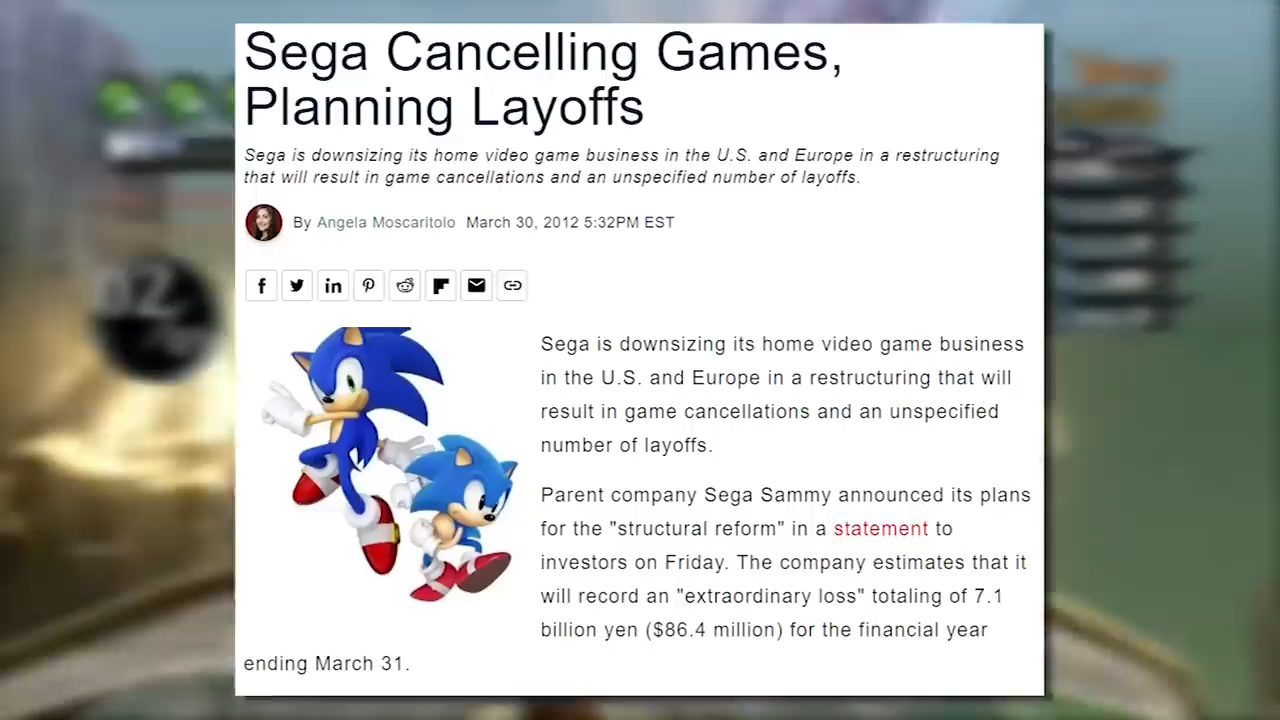 Sega Cancelling Games,
Planning Layoffs
Sega is downsizing its home video game business in the U.S. and Europe in a restructuring
that will result in game cancellations and an unspecified number of layoffs.
By Angela Moscaritolo March 30, 2012 5:32PM EST
Sega is downsizing its home video game business
in the U.S. and Europe in a restructuring that will
result in game cancellations and an unspecified
number of layoffs.
Parent company Sega Sammy announced its plans
for the "structural reform" in a statement to
investors on Friday. The company estimates that it
will record an "extraordinary loss" totaling of 7.1
billion yen ($86.4 million) for the financial year
ending March 31.